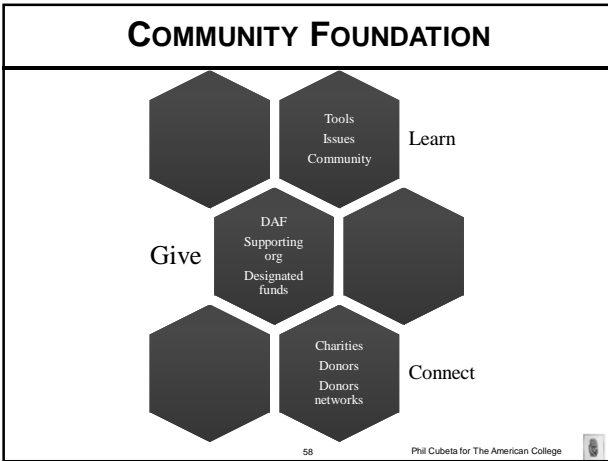 COMMUNITY FOUNDATION
Tools
Issues
Community
Learn
Give
DAF
Supporting
org
Designated
funds
Charities
Donors
Donors
networks
Connect
58
Phil Cubeta for The American College